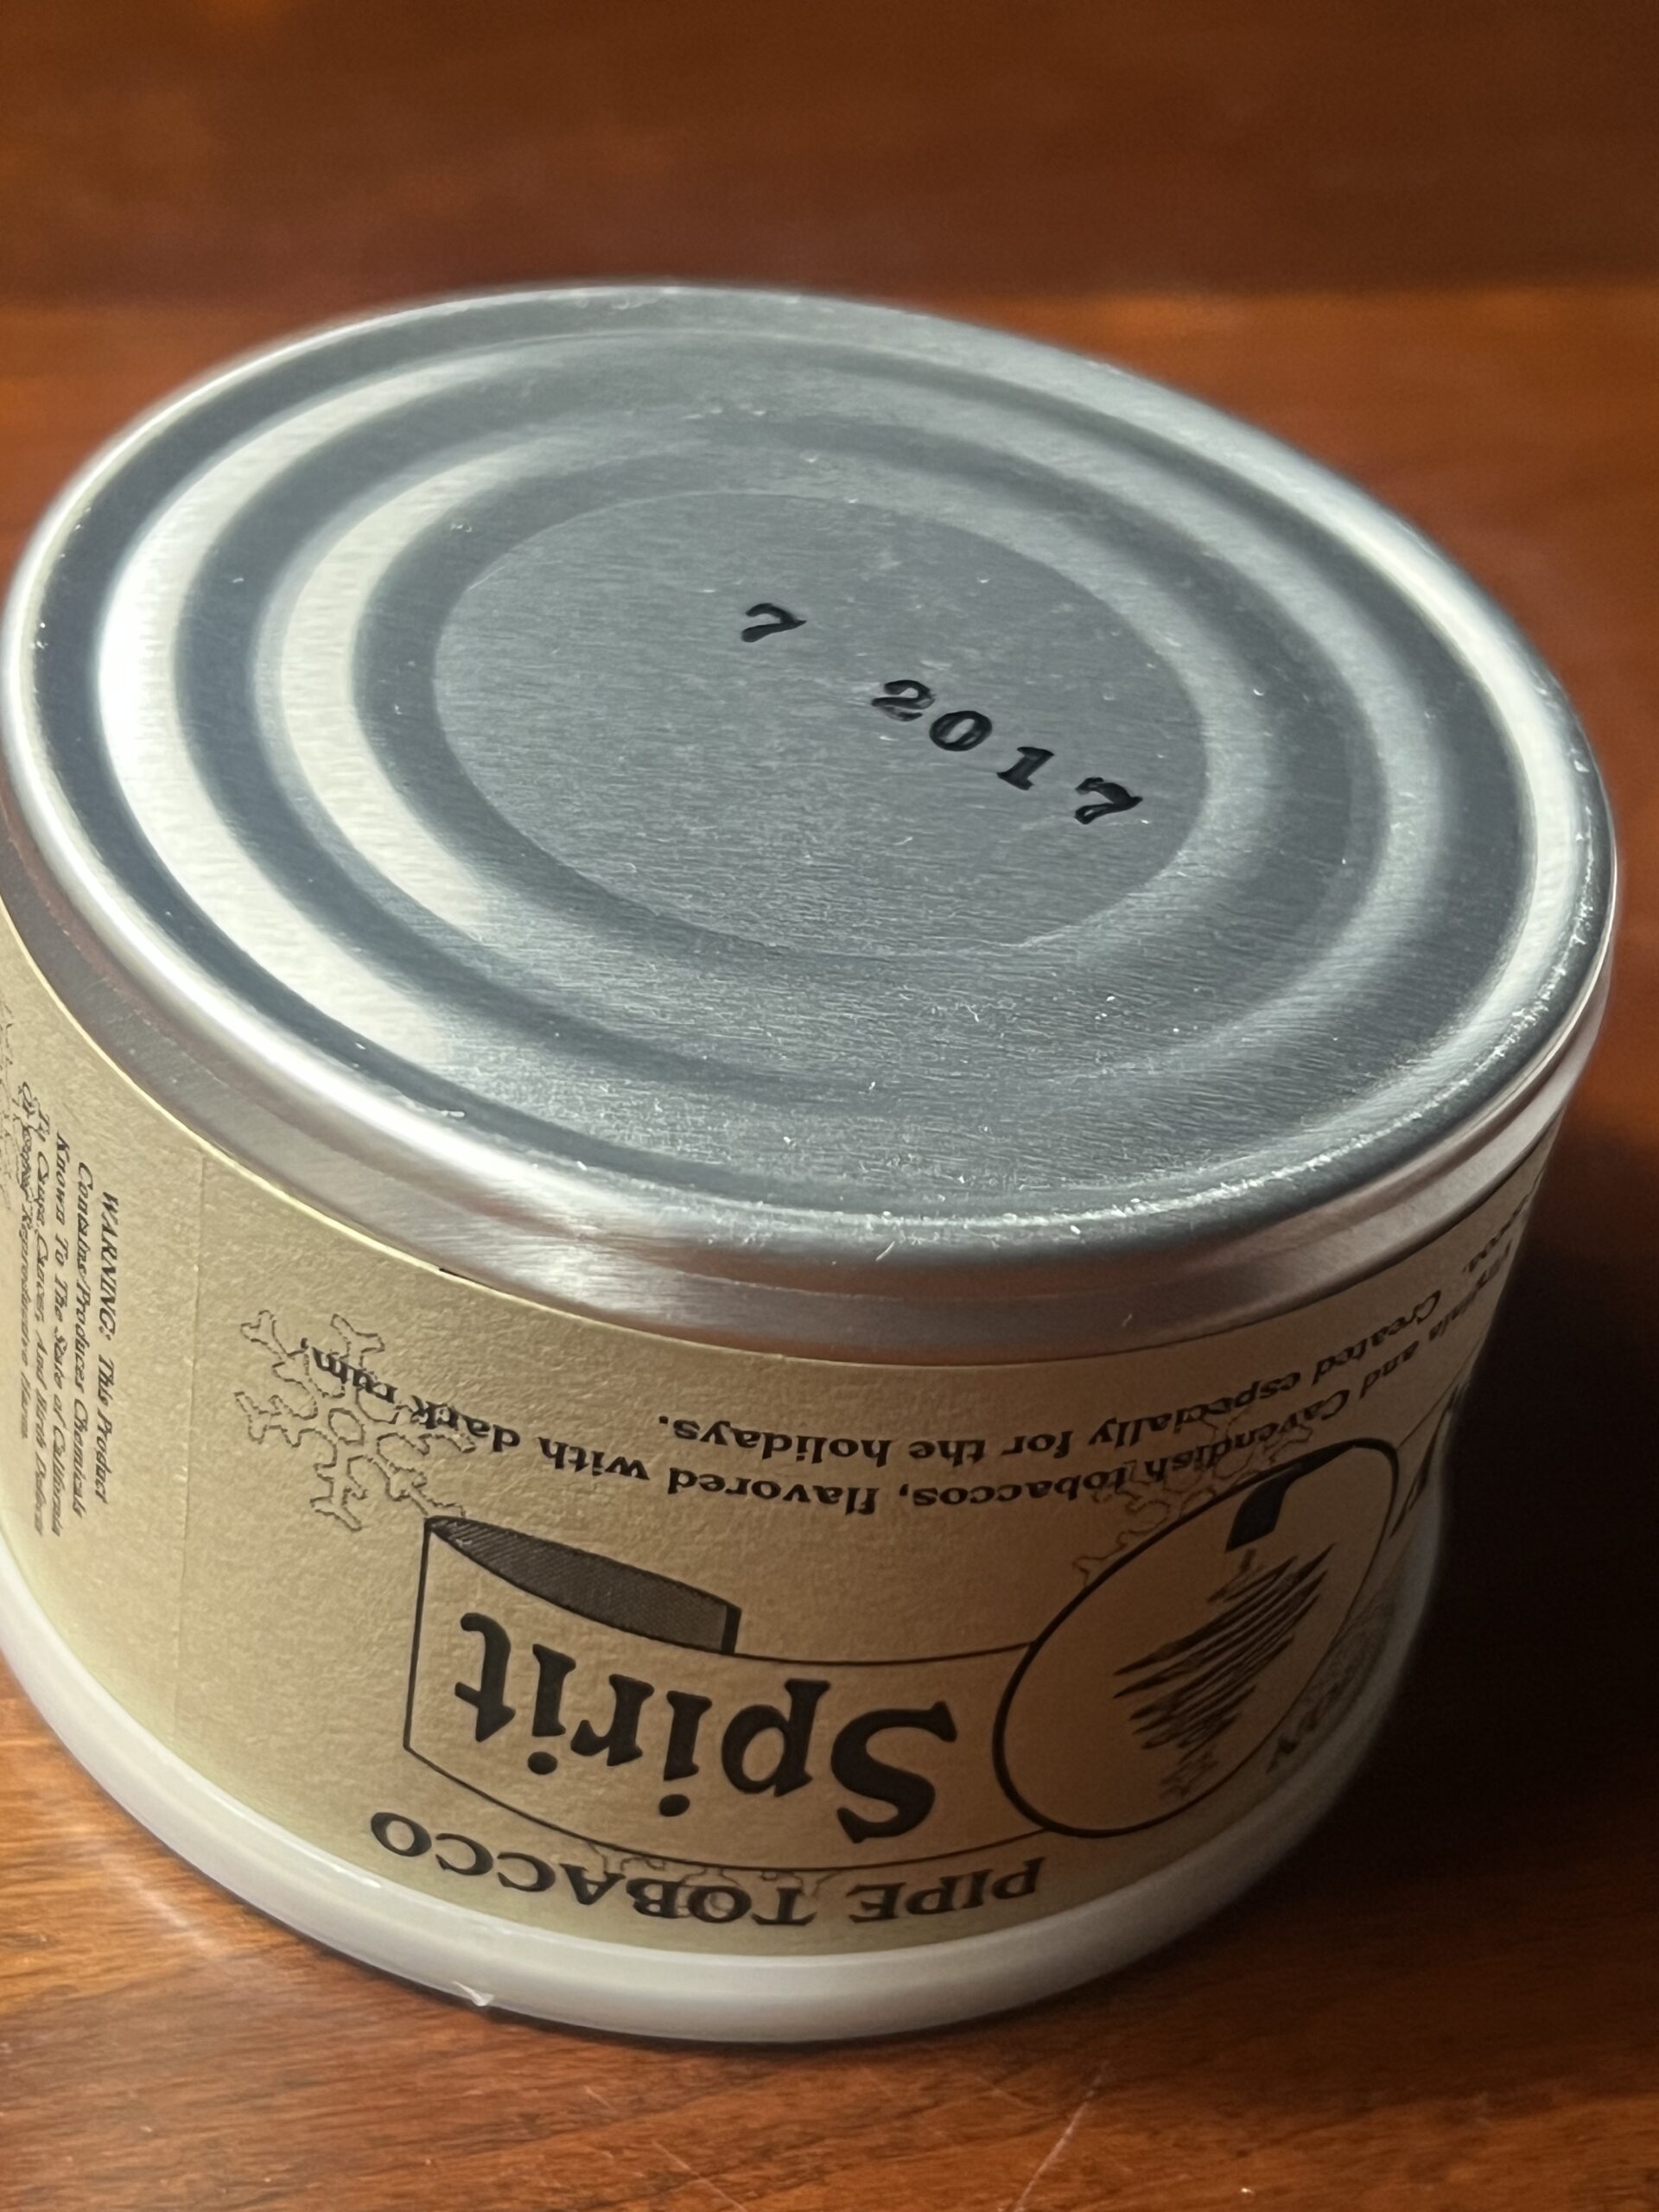 7 2017
PIPE TOBACCO
Spirit
and Cavendish tobaccos, flavored with dark rum.
Created especially for the holidays.
WARNING: This Product
Contains/Produces Chemicals
Known To The State of California
To Cause Cancer, And Birth Defects
Or Other Reproductive Harm.